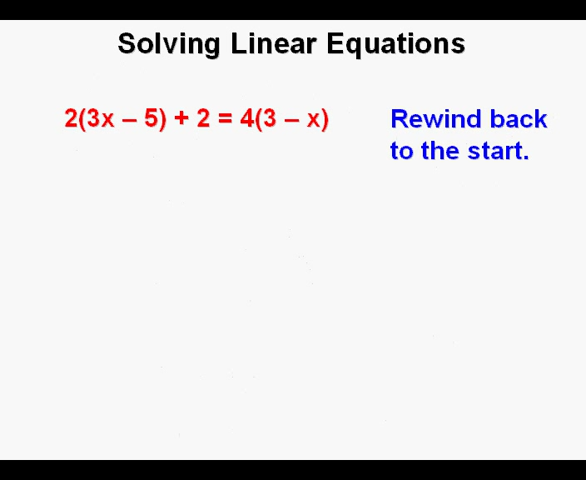 Solving Linear Equations
2(3x – 5) + 2 = 4(3 – x)
Rewind back
to the start.